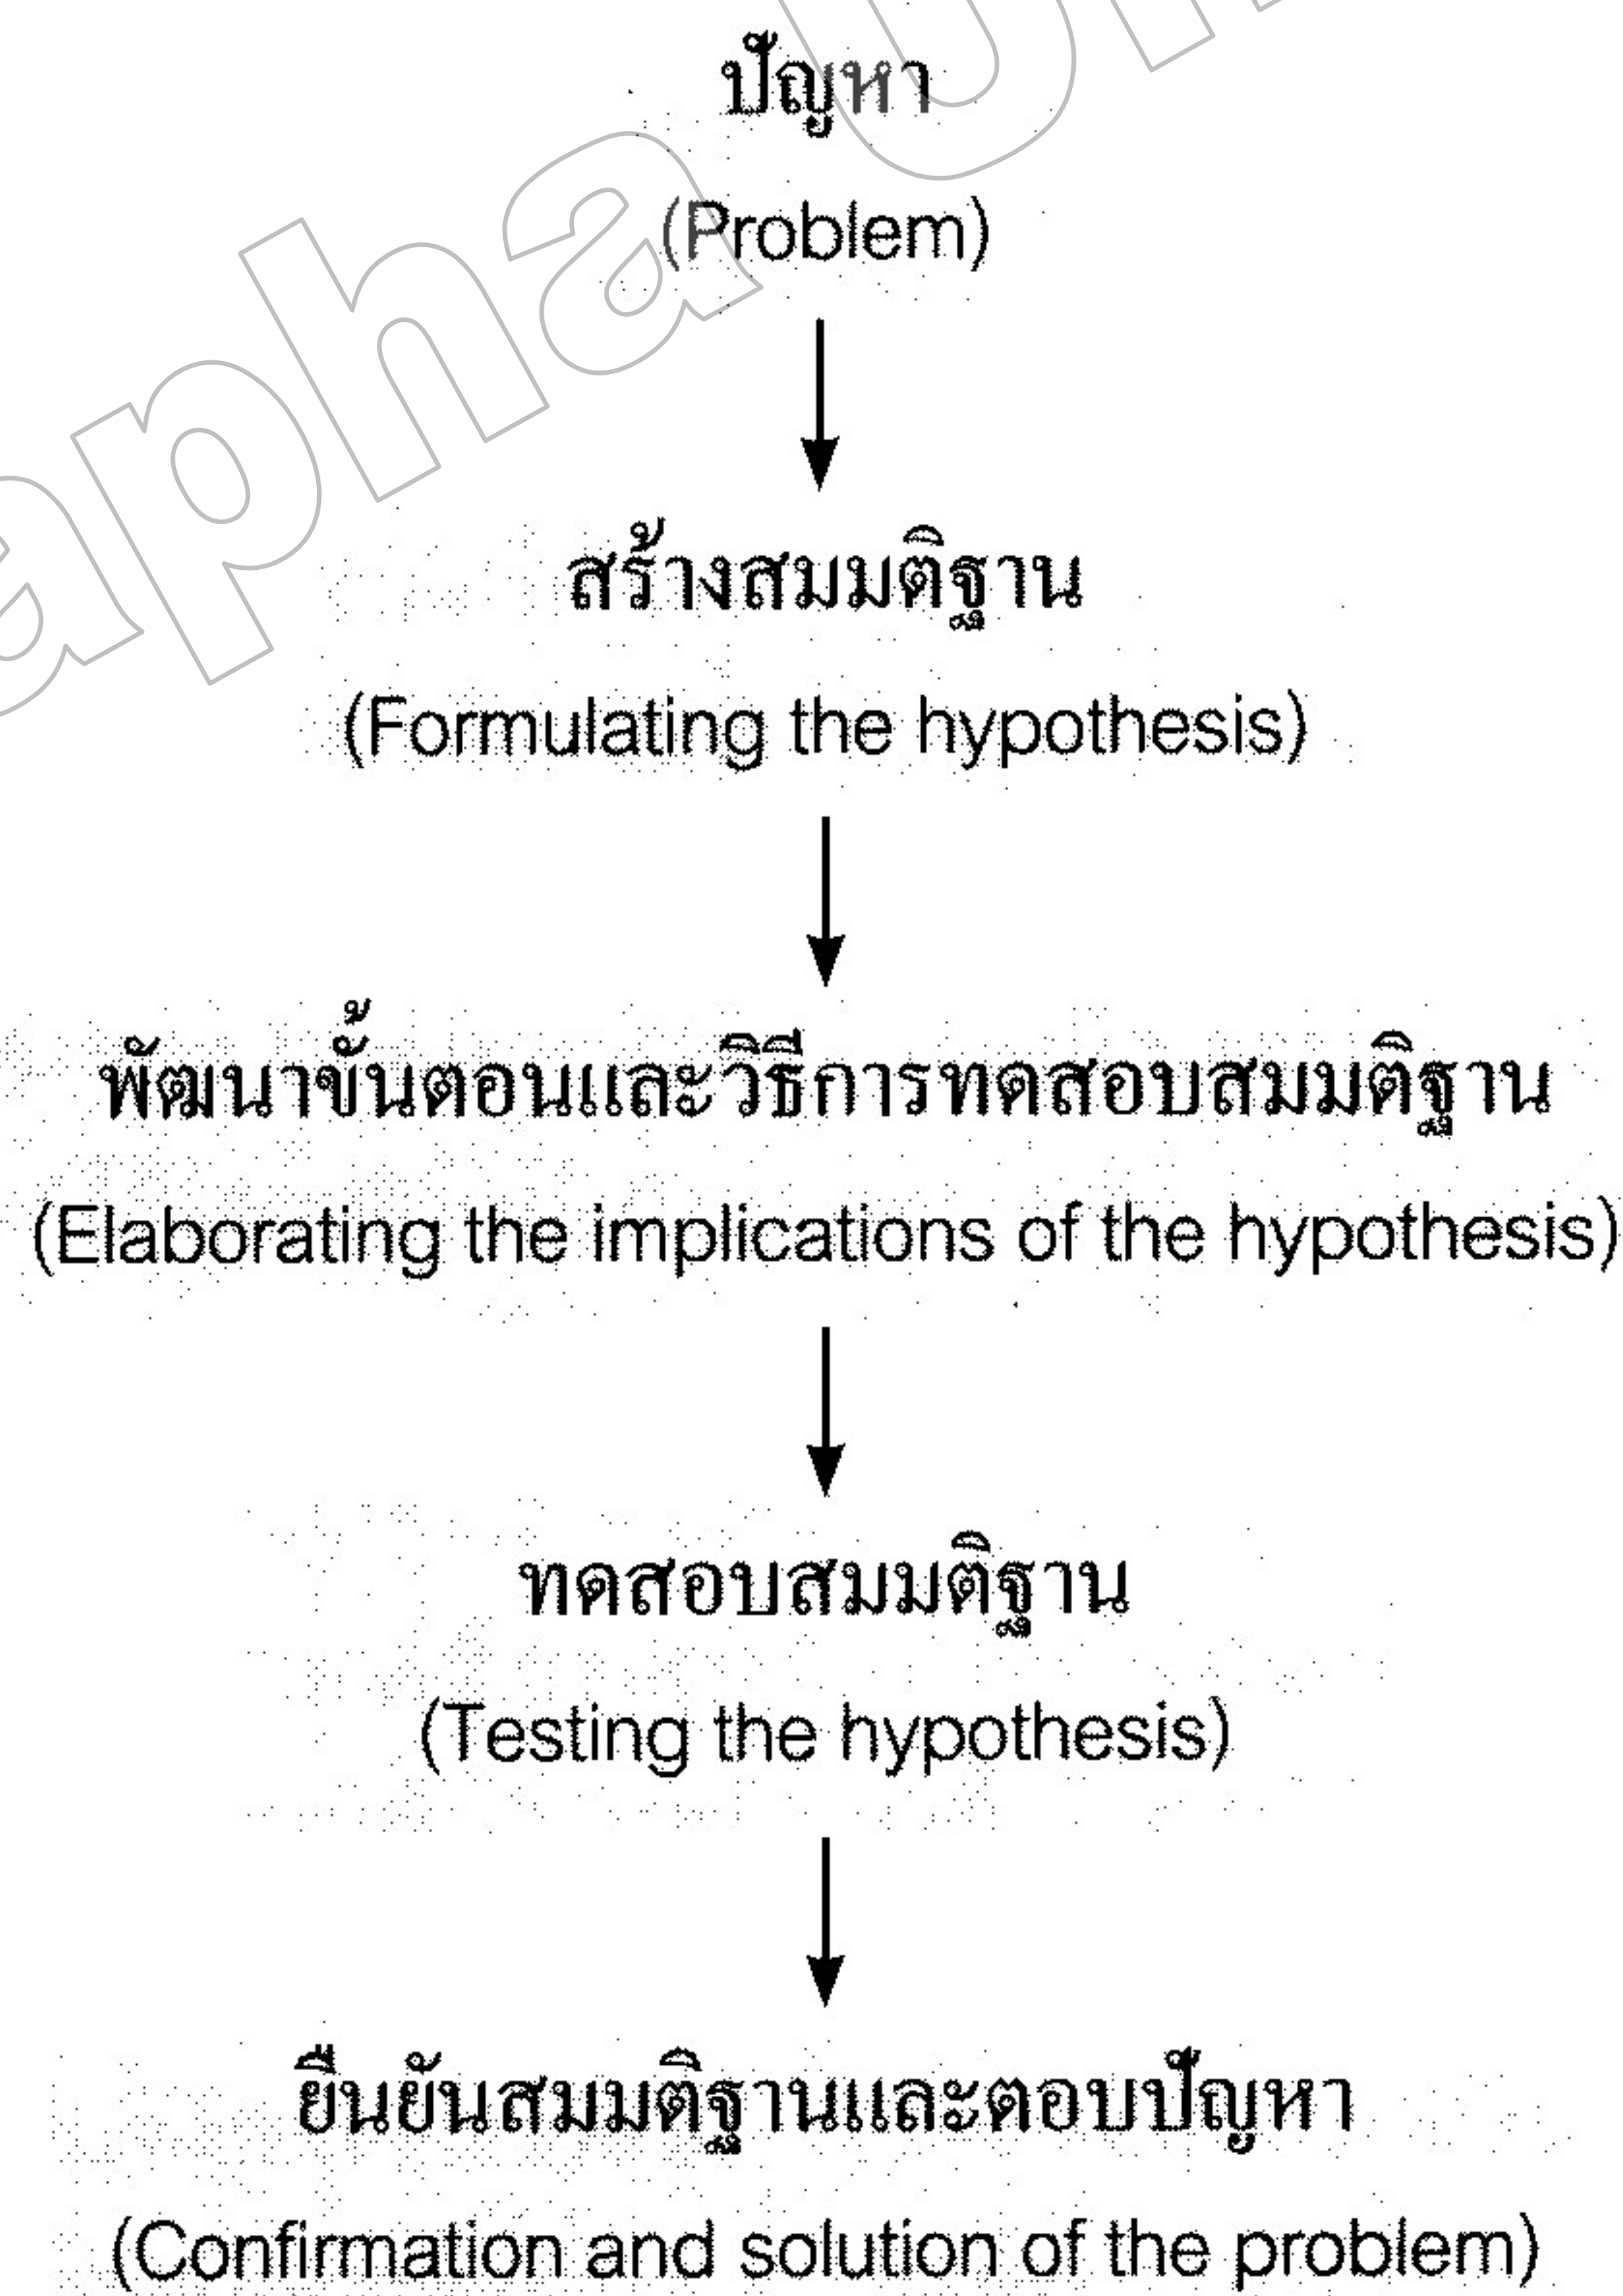 ปัญหา
(Problem)
สร้างสมมติฐาน
(Formulating the hypothesis)
พัฒนาขั้นตอนและวิธีการทดสอบสมมติฐาน
(Elaborating the implications of the hypothesis)
ทดสอบสมมติฐาน
(Testing the hypothesis)
ยืนยันสมมติฐานและตอบปัญหา
(Confirmation and solution of the problem)